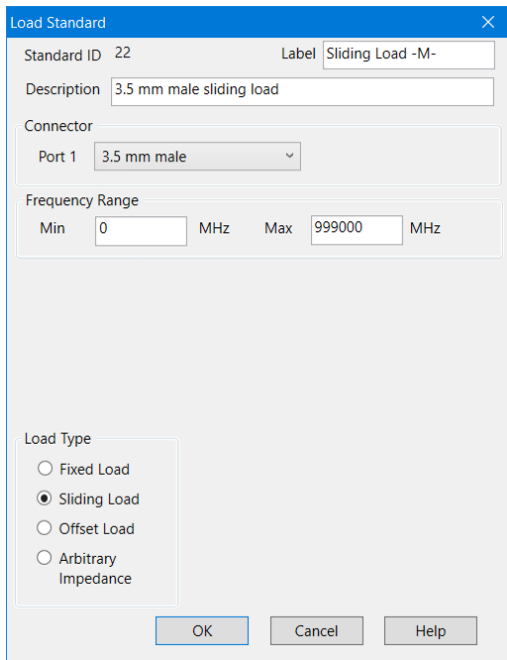 Load Standard
Standard ID 22 Label Sliding Load -M-
Description 3.5 mm male sliding load
Connector
Port 1 3.5 mm male
Frequency Range
Min 0 MHz Max 999000 MHz
Load Type
Fixed Load
Sliding Load
Offset Load
Arbitrary
Impedance
OK Cancel Help